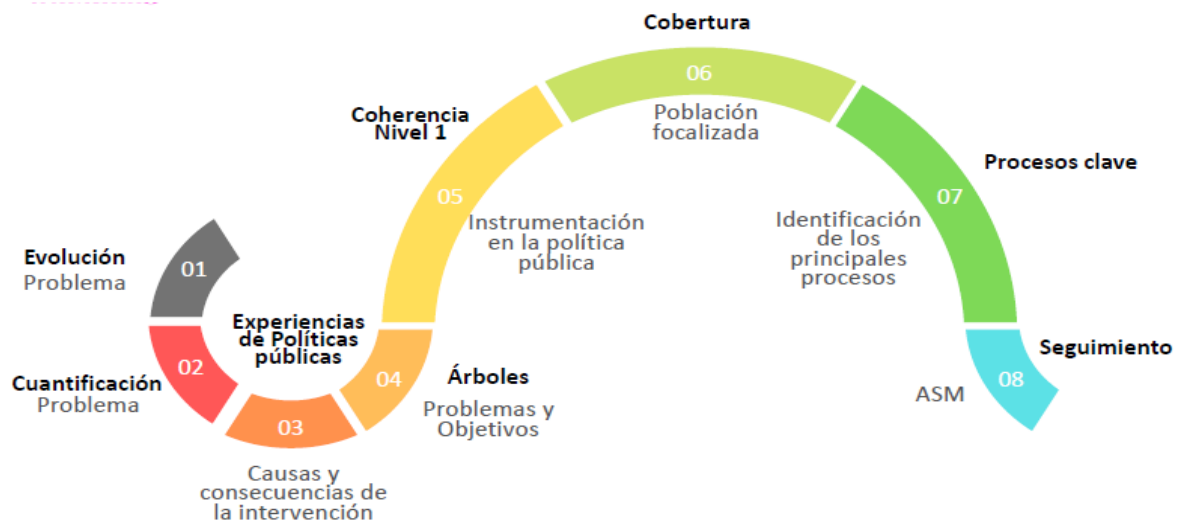 01
Evolución
Problema
02
Cuantificación
Problema
Experiencias
de Políticas
públicas
03
Causas y
consecuencias de
la intervención
04
Árboles
Problemas y
Objetivos
Coherencia
Nivel 1
05
Instrumentación
en la política
pública
Cobertura
06
Población
focalizada
Procesos clave
07
Identificación
de los
principales
procesos
Seguimiento
08
ASM